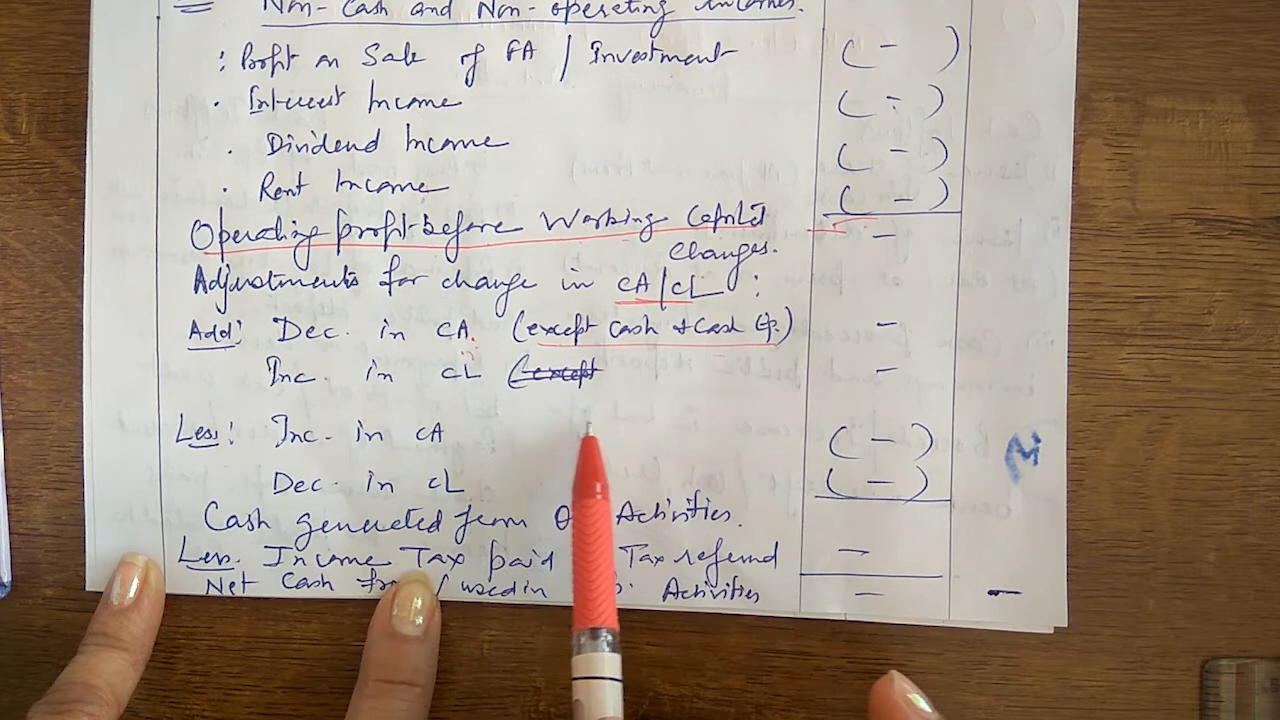 Non-Cash and Non-operating incomes.
: Profit on Sale of FA / Investment ( - )
· Interest Income ( - )
· Dividend Income ( - )
· Rent Income ( - )
Operating profit before Working Capital -
Changes.
Adjustments for change in CA/CL :
Add: Dec. in CA. (except cash & Cash Eq.) -
Inc. in CL (except -
Less: Inc. in CA ( - )
Dec. in CL ( - )
Cash generated from O Activities.
Less. Income Tax paid Tax refund -
Net Cash from/used in Activities - -